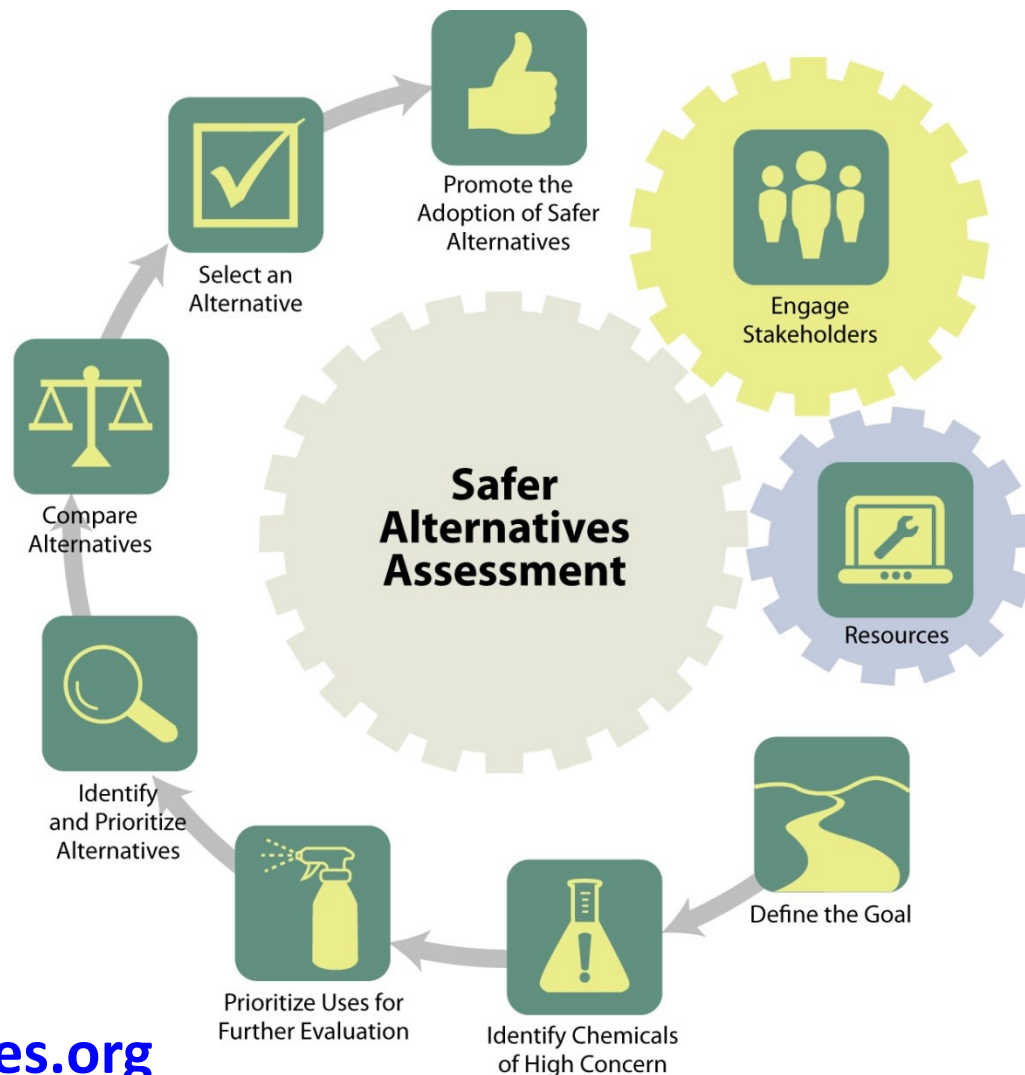 Promote the
Adoption of Safer
Alternatives
Engage
Stakeholders
Select an
Alternative
Safer
Alternatives
Assessment
Compare
Alternatives
Resources
Identify
and Prioritize
Alternatives
Define the Goal
Prioritize Uses for
Further Evaluation
Identify Chemicals
of High Concern
es.org